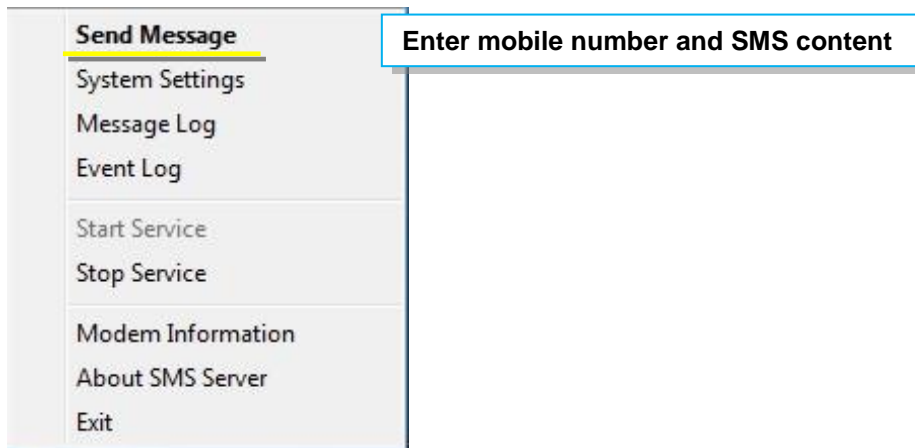 Send Message
Enter mobile number and SMS content
System Settings
Message Log
Event Log
Start Service
Stop Service
Modem Information
About SMS Server
Exit